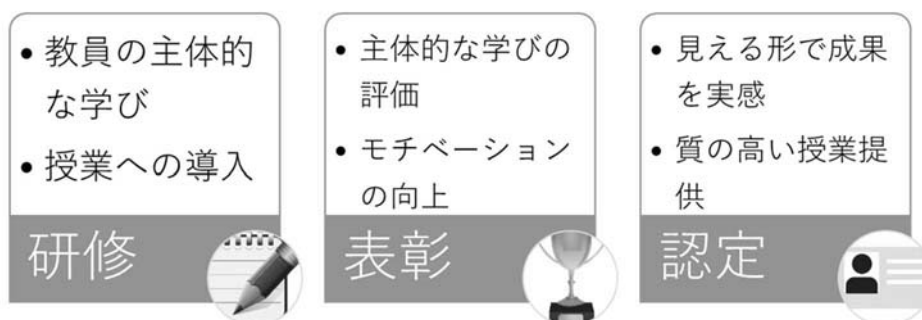 • 教員の主体的
な学び
• 授業への導入
研修
• 主体的な学びの
評価
• モチベーション
の向上
表彰
• 見える形で成果
を実感
• 質の高い授業提
供
認定